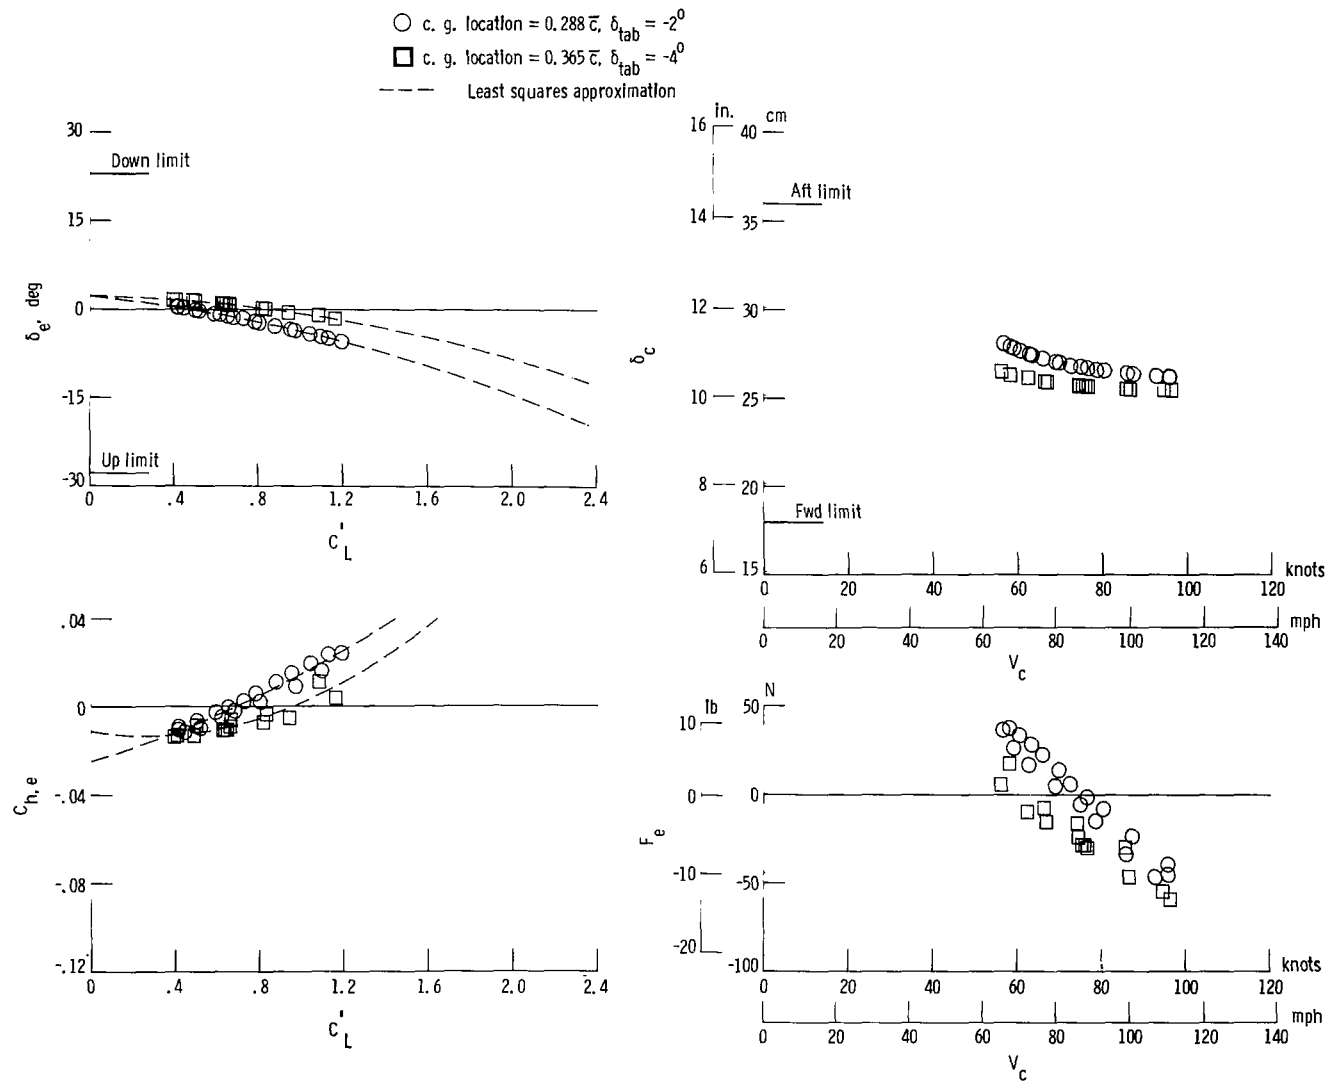 c. g. location = 0.288 c̅, δtab = -2⁰
c. g. location = 0.365 c̅, δtab = -4⁰
Least squares approximation
30
Down limit
15
0
-15
Up limit
-30
δe, deg
0 .4 .8 1.2 1.6 2.0 2.4
C'L
in. cm
16 40
Aft limit
14 35
12 30
10 25
8 20
Fwd limit
6 15
δc
0 20 40 60 80 100 120 knots
0 20 40 60 80 100 120 140 mph
Vc
.04
0
-.04
-.08
-.12
Ch, e
0 .4 .8 1.2 1.6 2.0 2.4
C'L
lb N
50
10
0 0
-10
-50
-20
-100
Fe
0 20 40 60 80 100 120 knots
0 20 40 60 80 100 120 140 mph
Vc